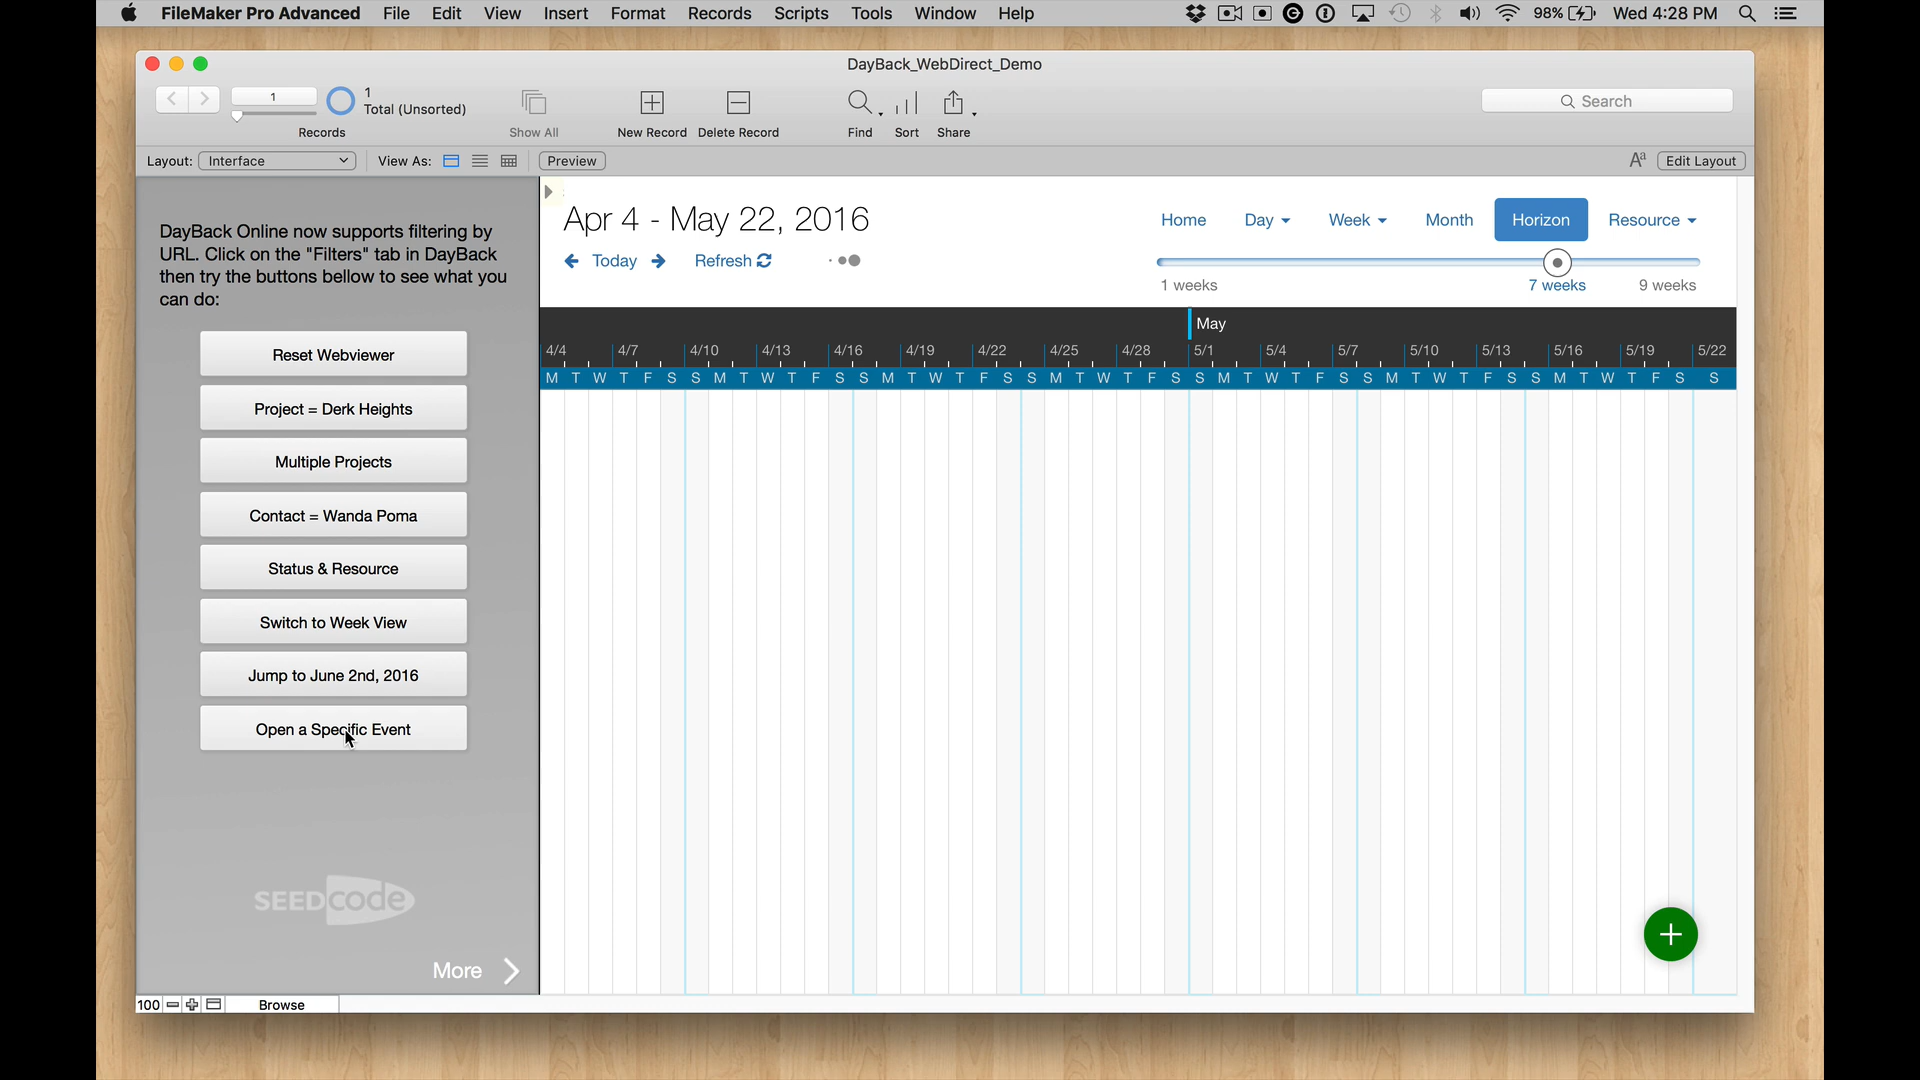 FileMaker Pro Advanced File Edit View Insert Format Records Scripts Tools Window Help 98% Wed 4:28 PM
DayBack_WebDirect_Demo
1
1
Total (Unsorted)
Search
Records Show All New Record Delete Record Find Sort Share
Layout: Interface View As: Preview Aa Edit Layout
DayBack Online now supports filtering by
URL. Click on the "Filters" tab in DayBack
then try the buttons bellow to see what you
can do:
Reset Webviewer
Project = Derk Heights
Multiple Projects
Contact = Wanda Poma
Status & Resource
Switch to Week View
Jump to June 2nd, 2016
Open a Specific Event
SEEDCODE
More
Apr 4 - May 22, 2016
Home Day Week Month Horizon Resource
Today Refresh
1 weeks 7 weeks 9 weeks
May
4/4 4/7 4/10 4/13 4/16 4/19 4/22 4/25 4/28 5/1 5/4 5/7 5/10 5/13 5/16 5/19 5/22
M T W T F S S M T W T F S S M T W T F S S M T W T F S S M T W T F S S M T W T F S S M T W T F S S
100 Browse